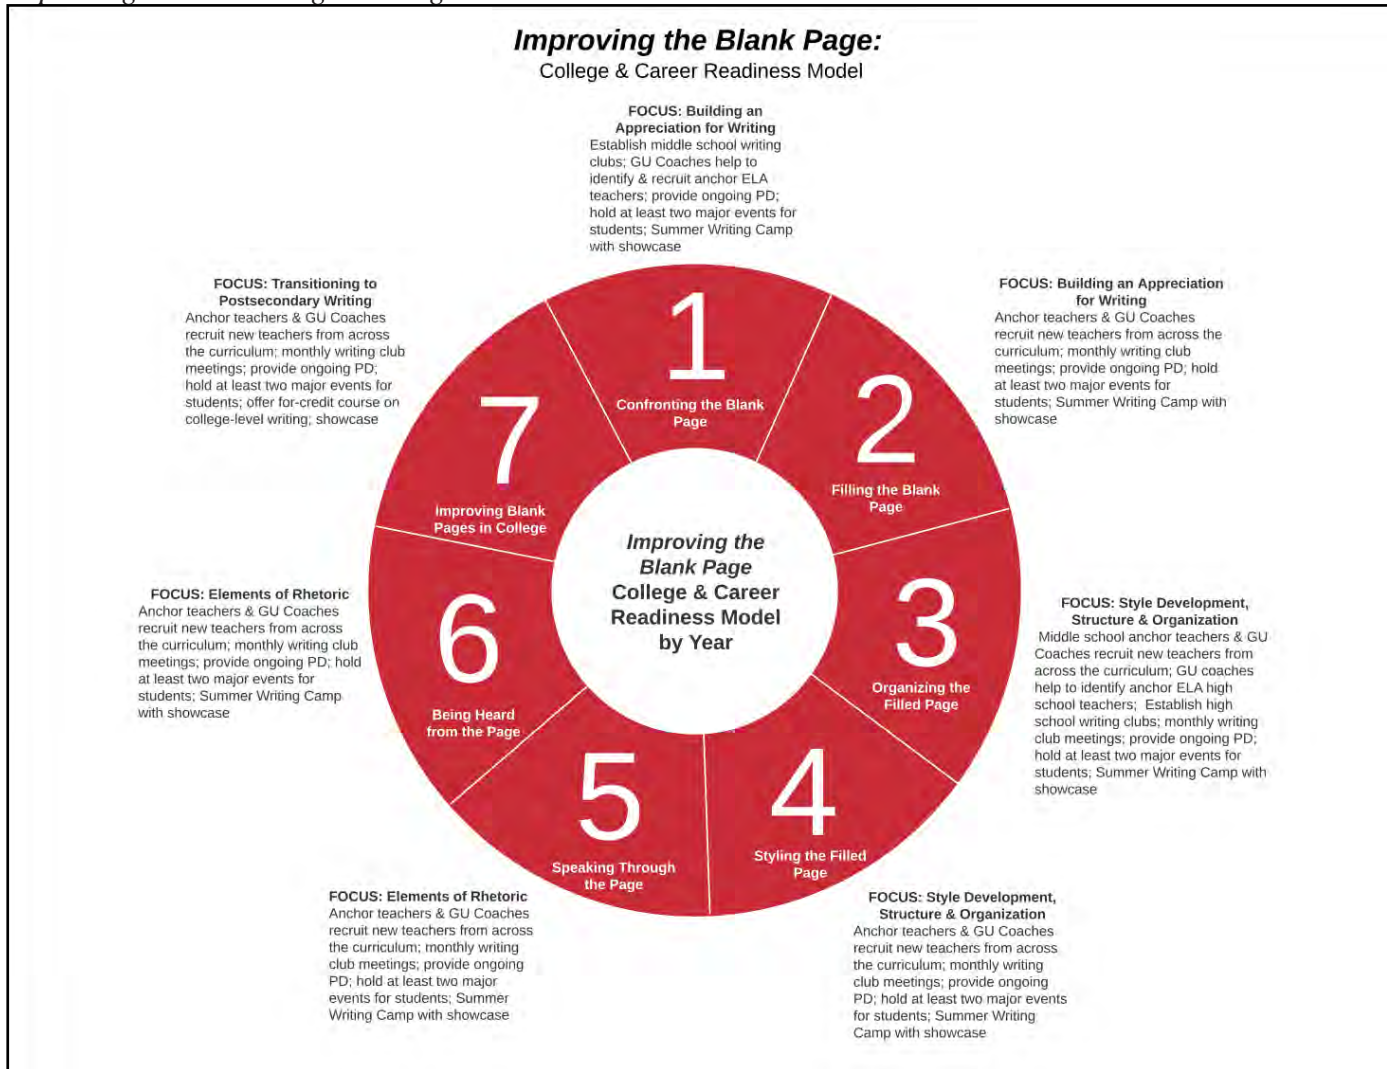 Improving the Blank Page:
College & Career Readiness Model
FOCUS: Building an
Appreciation for Writing
Establish middle school writing
clubs; GU Coaches help to
identify & recruit anchor ELA
teachers; provide ongoing PD;
hold at least two major events for
students; Summer Writing Camp
with showcase
FOCUS: Building an Appreciation
for Writing
Anchor teachers & GU Coaches
recruit new teachers from across the
curriculum; monthly writing club
meetings; provide ongoing PD; hold
at least two major events for
students; Summer Writing Camp with
showcase
FOCUS: Style Development,
Structure & Organization
Middle school anchor teachers & GU
Coaches recruit new teachers from
across the curriculum; GU coaches
help to identify anchor ELA high
school teachers; Establish high
school writing clubs; monthly writing
club meetings; provide ongoing PD;
hold at least two major events for
students; Summer Writing Camp with
showcase
FOCUS: Style Development,
Structure & Organization
Anchor teachers & GU Coaches
recruit new teachers from across
the curriculum; monthly writing
club meetings; provide ongoing
PD; hold at least two major events
for students; Summer Writing
Camp with showcase
FOCUS: Elements of Rhetoric
Anchor teachers & GU Coaches
recruit new teachers from across
the curriculum; monthly writing
club meetings; provide ongoing
PD; hold at least two major
events for students; Summer
Writing Camp with showcase
FOCUS: Elements of Rhetoric
Anchor teachers & GU Coaches
recruit new teachers from across
the curriculum; monthly writing club
meetings; provide ongoing PD; hold
at least two major events for
students; Summer Writing Camp
with showcase
FOCUS: Transitioning to
Postsecondary Writing
Anchor teachers & GU Coaches
recruit new teachers from across
the curriculum; monthly writing club
meetings; provide ongoing PD;
hold at least two major events for
students; offer for-credit course on
college-level writing; showcase
1
Confronting the Blank
Page
2
Filling the Blank
Page
3
Organizing the
Filled Page
4
Styling the Filled
Page
5
Speaking Through
the Page
6
Being Heard
from the Page
7
Improving Blank
Pages in College
Improving the
Blank Page
College & Career
Readiness Model
by Year